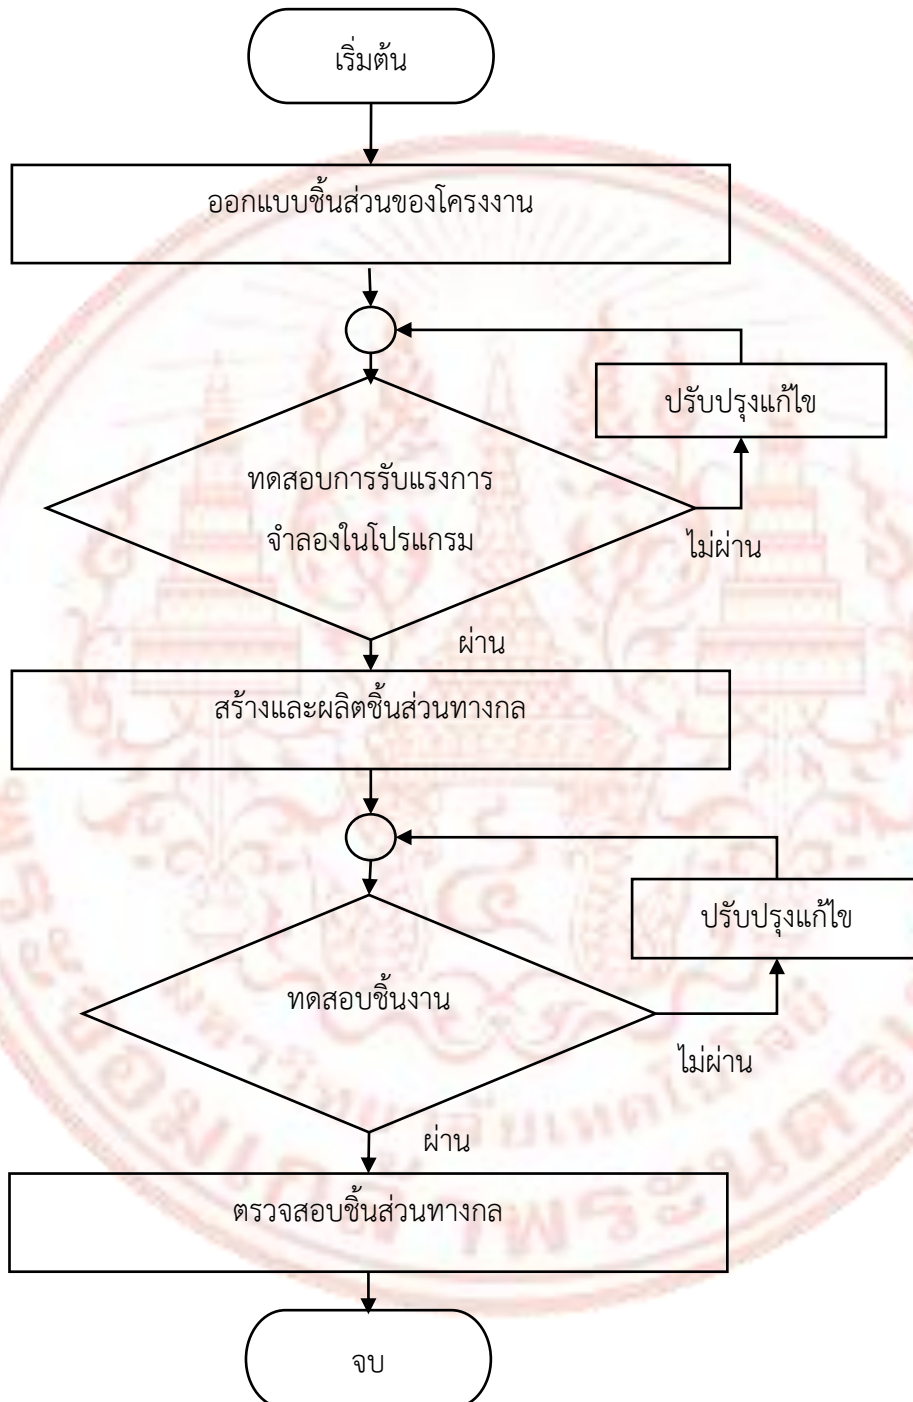 เริ่มต้น
ออกแบบชิ้นส่วนของโครงงาน
ปรับปรุงแก้ไข
ทดสอบการรับแรงการ
จำลองในโปรแกรม
ไม่ผ่าน
ผ่าน
สร้างและผลิตชิ้นส่วนทางกล
ปรับปรุงแก้ไข
ทดสอบชิ้นงาน
ไม่ผ่าน
ผ่าน
ตรวจสอบชิ้นส่วนทางกล
จบ